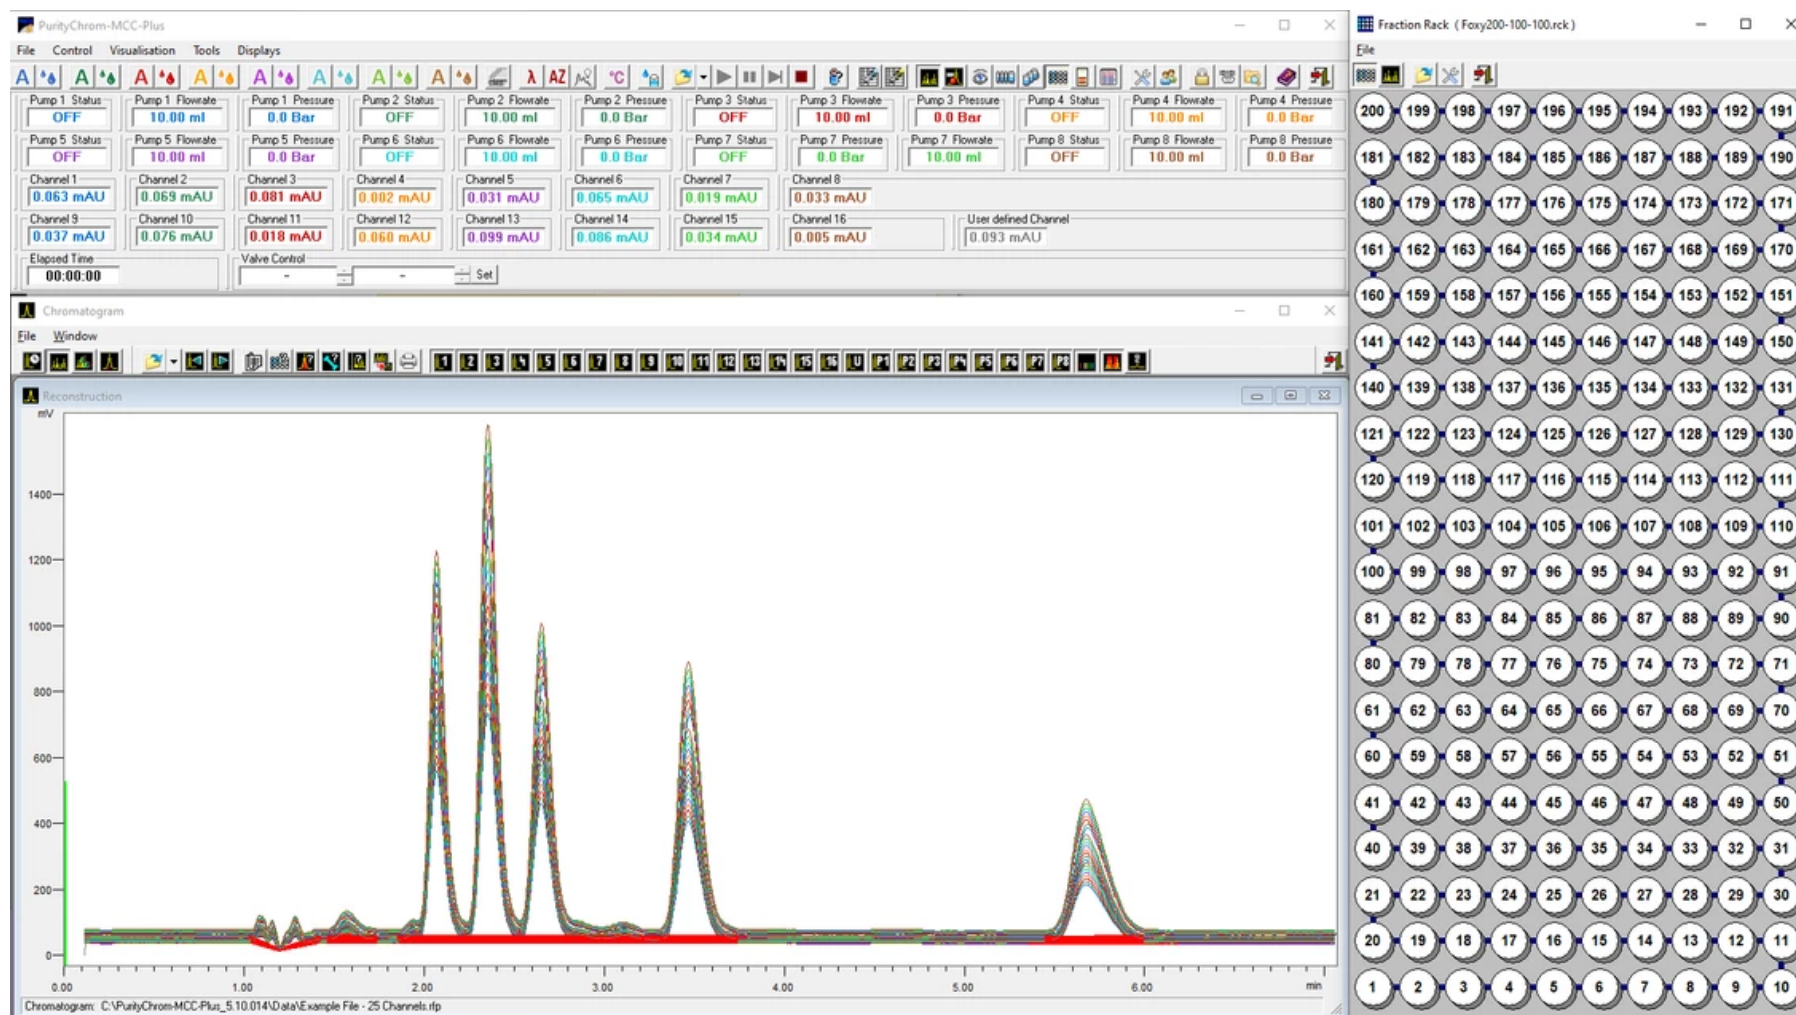 PurityChrom-MCC-Plus
File Control Visualisation Tools Displays
A A A A A A A A λ AZ °C
Pump 1 Status Pump 1 Flowrate Pump 1 Pressure Pump 2 Status Pump 2 Flowrate Pump 2 Pressure Pump 3 Status Pump 3 Flowrate Pump 3 Pressure Pump 4 Status Pump 4 Flowrate Pump 4 Pressure
OFF 10.00 ml 0.0 Bar OFF 10.00 ml 0.0 Bar OFF 10.00 ml 0.0 Bar OFF 10.00 ml 0.0 Bar
Pump 5 Status Pump 5 Flowrate Pump 5 Pressure Pump 6 Status Pump 6 Flowrate Pump 6 Pressure Pump 7 Status Pump 7 Pressure Pump 7 Flowrate Pump 8 Status Pump 8 Flowrate Pump 8 Pressure
OFF 10.00 ml 0.0 Bar OFF 10.00 ml 0.0 Bar OFF 0.0 Bar 10.00 ml OFF 10.00 ml 0.0 Bar
Channel 1 Channel 2 Channel 3 Channel 4 Channel 5 Channel 6 Channel 7 Channel 8
0.063 mAU 0.069 mAU 0.081 mAU 0.002 mAU 0.031 mAU 0.065 mAU 0.019 mAU 0.033 mAU
Channel 9 Channel 10 Channel 11 Channel 12 Channel 13 Channel 14 Channel 15 Channel 16 User defined Channel
0.037 mAU 0.076 mAU 0.018 mAU 0.060 mAU 0.099 mAU 0.086 mAU 0.034 mAU 0.005 mAU 0.093 mAU
Elapsed Time Valve Control
00:00:00 - - Set
Chromatogram
File Window
1 2 3 4 5 6 7 8 9 10 11 12 13 14 15 16 U P1 P2 P3 P4 P5 P6 P7 P8
Reconstruction
mV
1400
1200
1000
800
600
400
200
0
0.00 1.00 2.00 3.00 4.00 5.00 6.00 min
Chromatogram: C:\PurityChrom-MCC-Plus_5.10.014\Data\Example File - 25 Channels.rfp
Fraction Rack ( Foxy200-100-100.rck )
File
200 199 198 197 196 195 194 193 192 191
181 182 183 184 185 186 187 188 189 190
180 179 178 177 176 175 174 173 172 171
161 162 163 164 165 166 167 168 169 170
160 159 158 157 156 155 154 153 152 151
141 142 143 144 145 146 147 148 149 150
140 139 138 137 136 135 134 133 132 131
121 122 123 124 125 126 127 128 129 130
120 119 118 117 116 115 114 113 112 111
101 102 103 104 105 106 107 108 109 110
100 99 98 97 96 95 94 93 92 91
81 82 83 84 85 86 87 88 89 90
80 79 78 77 76 75 74 73 72 71
61 62 63 64 65 66 67 68 69 70
60 59 58 57 56 55 54 53 52 51
41 42 43 44 45 46 47 48 49 50
40 39 38 37 36 35 34 33 32 31
21 22 23 24 25 26 27 28 29 30
20 19 18 17 16 15 14 13 12 11
1 2 3 4 5 6 7 8 9 10